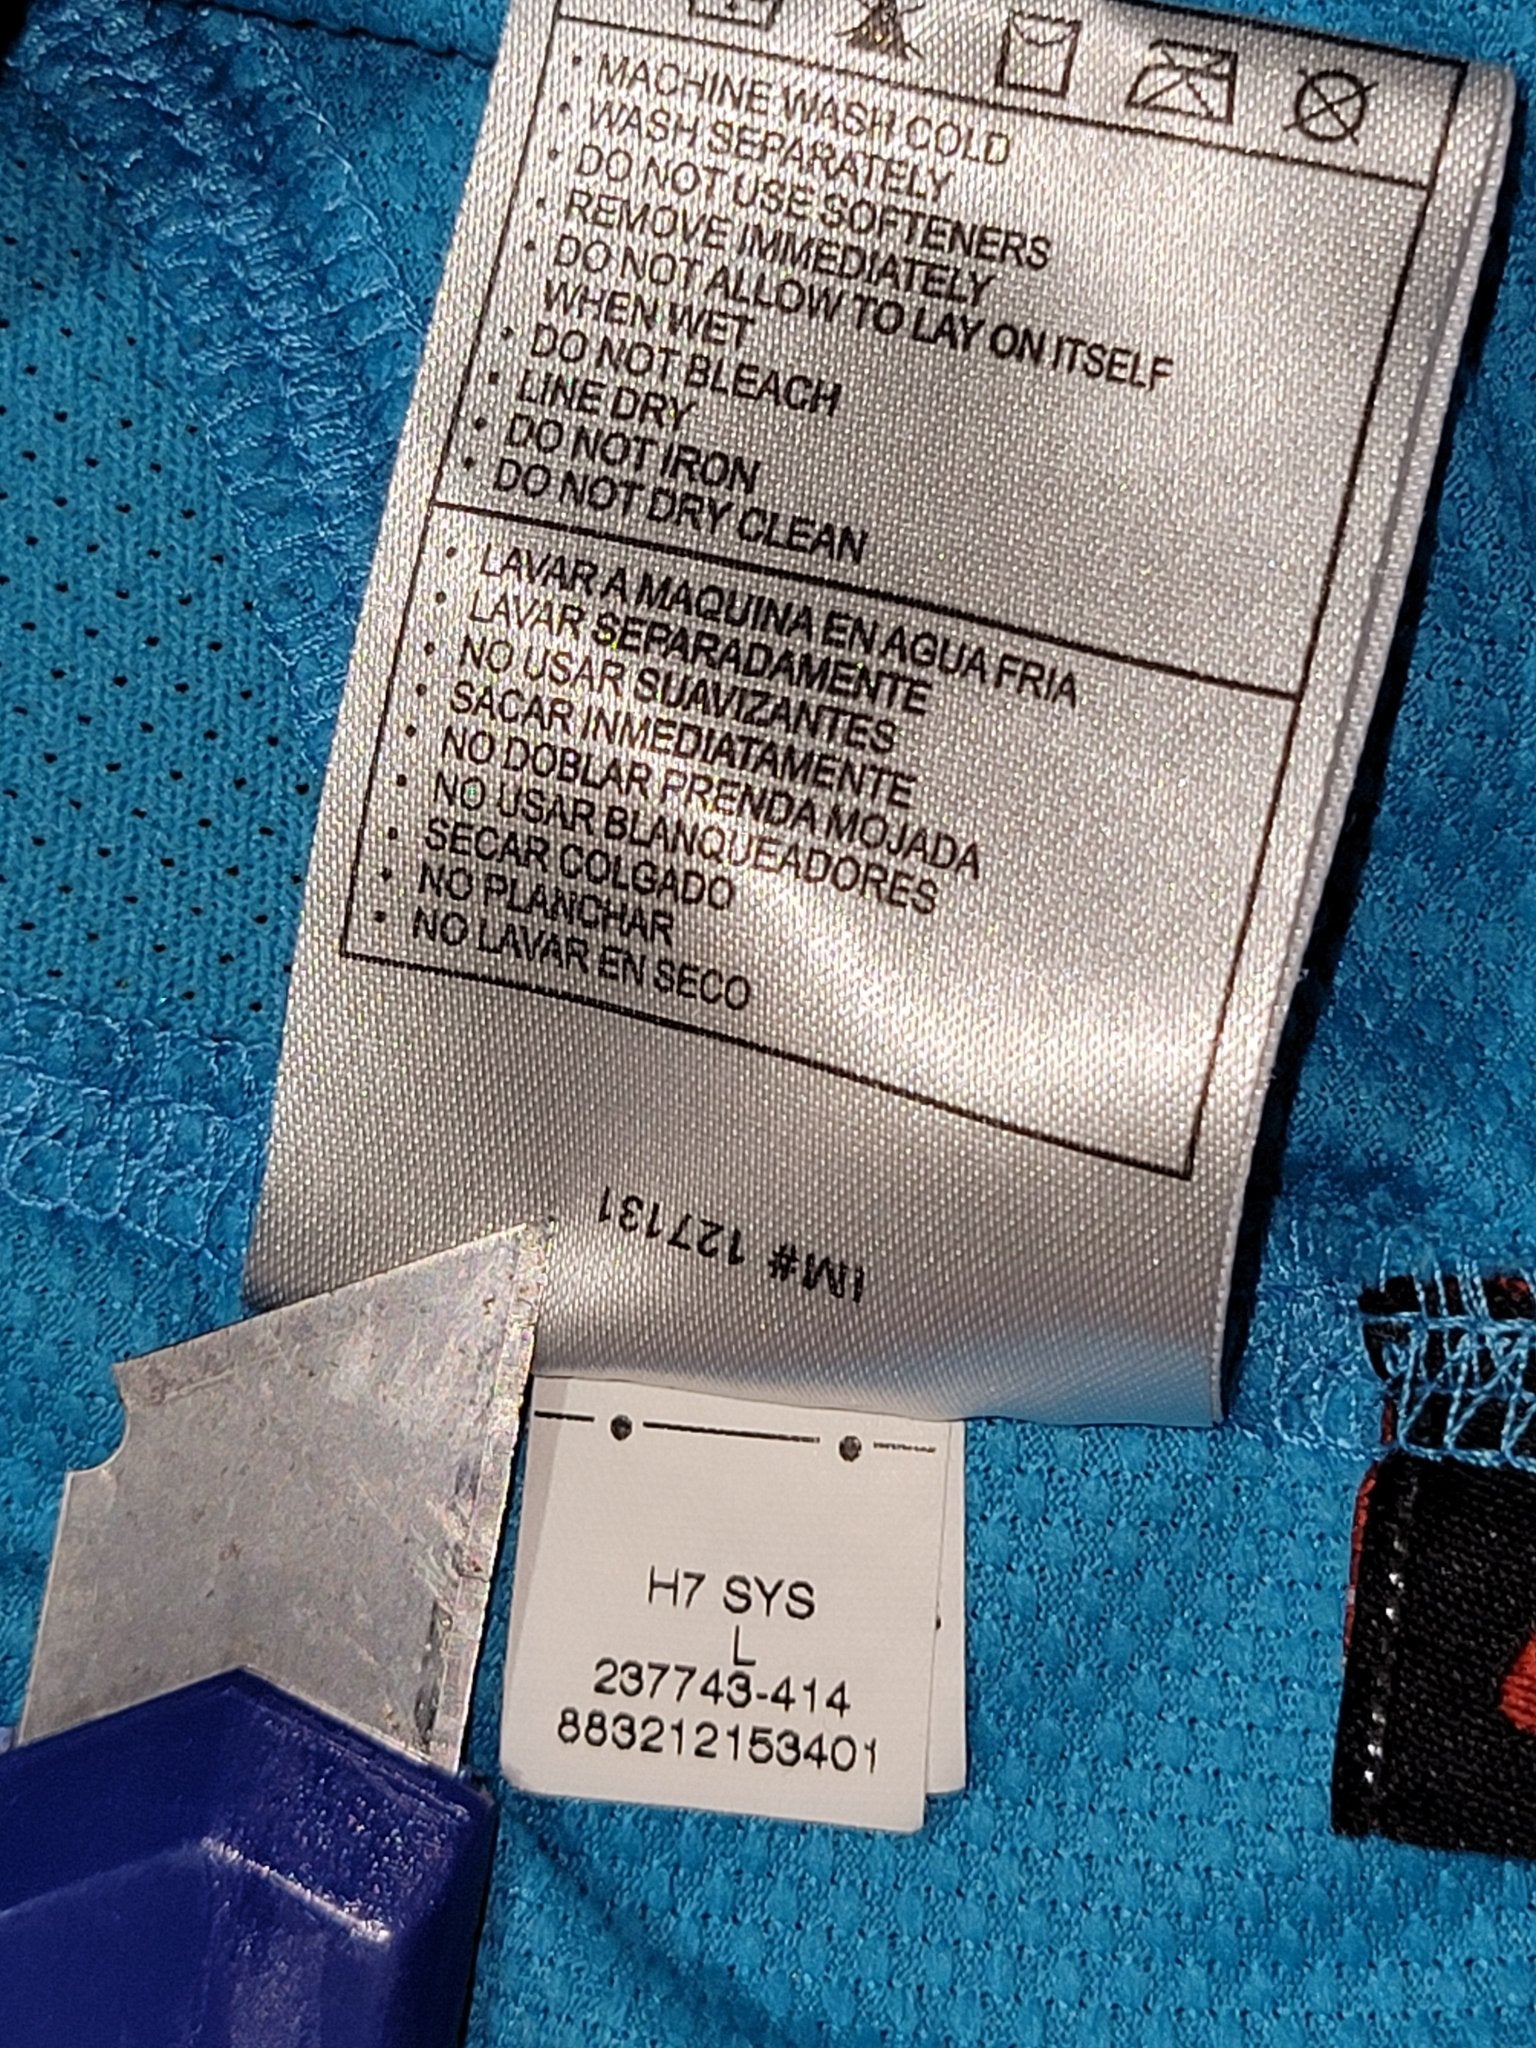 • MACHINE WASH COLD
• WASH SEPARATELY
• DO NOT USE SOFTENERS
• REMOVE IMMEDIATELY
• DO NOT ALLOW TO LAY ON ITSELF
WHEN WET
• DO NOT BLEACH
• LINE DRY
• DO NOT IRON
• DO NOT DRY CLEAN
• LAVAR A MAQUINA EN AGUA FRIA
• LAVAR SEPARADAMENTE
• NO USAR SUAVIZANTES
• SACAR INMEDIATAMENTE
• NO DOBLAR PRENDA MOJADA
• NO USAR BLANQUEADORES
• SECAR COLGADO
• NO PLANCHAR
• NO LAVAR EN SECO
IM# 127131
H7 SYS
L
237743-414
883212153401